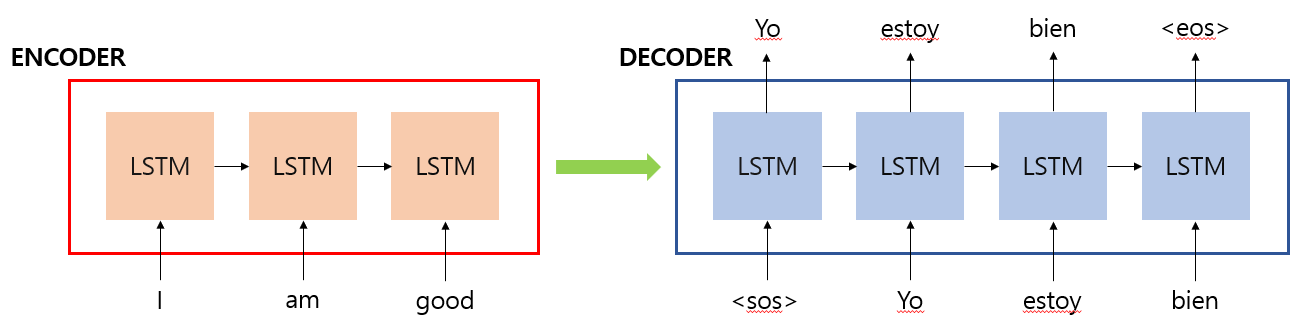 Yo estoy bien <eos>
ENCODER DECODER
LSTM LSTM LSTM LSTM LSTM LSTM LSTM
I am good <sos> Yo estoy bien